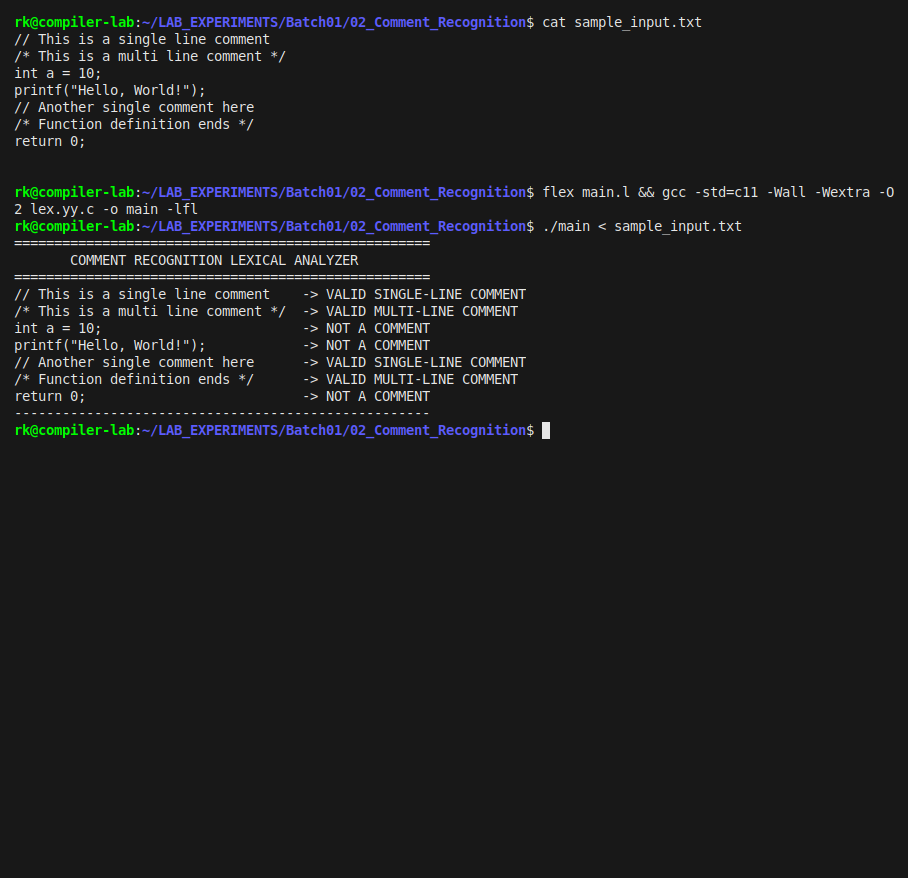 rk@compiler-lab:~/LAB_EXPERIMENTS/Batch01/02_Comment_Recognition$ cat sample_input.txt
// This is a single line comment
/* This is a multi line comment */
int a = 10;
printf("Hello, World!");
// Another single comment here
/* Function definition ends */
return 0;
rk@compiler-lab:~/LAB_EXPERIMENTS/Batch01/02_Comment_Recognition$ flex main.l && gcc -std=c11 -Wall -Wextra -O
2 lex.yy.c -o main -lfl
rk@compiler-lab:~/LAB_EXPERIMENTS/Batch01/02_Comment_Recognition$ ./main < sample_input.txt
====================================================
       COMMENT RECOGNITION LEXICAL ANALYZER
====================================================
// This is a single line comment    -> VALID SINGLE-LINE COMMENT
/* This is a multi line comment */  -> VALID MULTI-LINE COMMENT
int a = 10;                         -> NOT A COMMENT
printf("Hello, World!");            -> NOT A COMMENT
// Another single comment here      -> VALID SINGLE-LINE COMMENT
/* Function definition ends */      -> VALID MULTI-LINE COMMENT
return 0;                           -> NOT A COMMENT
----------------------------------------------------
rk@compiler-lab:~/LAB_EXPERIMENTS/Batch01/02_Comment_Recognition$